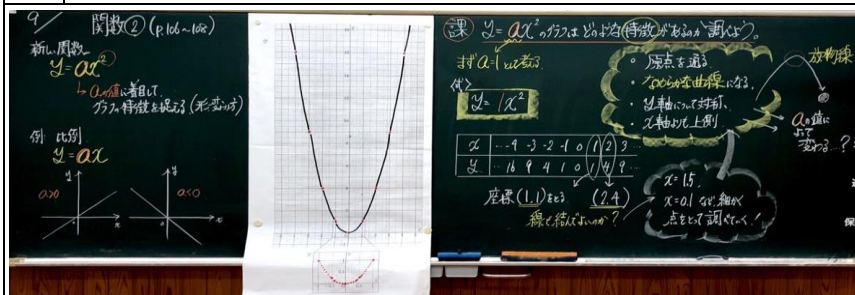 9/
関数② (P.106~108)
新しい関数
y=ax²
→ aの値に着目して
グラフの特徴を捉える
例 比例
y=ax
a>0
a<0
y
x
y
x
課 y=ax²のグラフはどのような特徴があるのか調べよう。
まずa=1として考える。
y=1x²
x … -4 -3 -2 -1 0 1 2 3 …
y … 16 9 4 1 0 1 4 9 …
座標(1,1)をとる (2,4)
線で結んでよいのか?
・原点を通る。
・なめらかな曲線になる。
・y軸について対称。
・x軸より上側
放物線
aの値に
よって
変わる…?
x=1.5,
x=0.1など、細かく
点をとって調べていく!